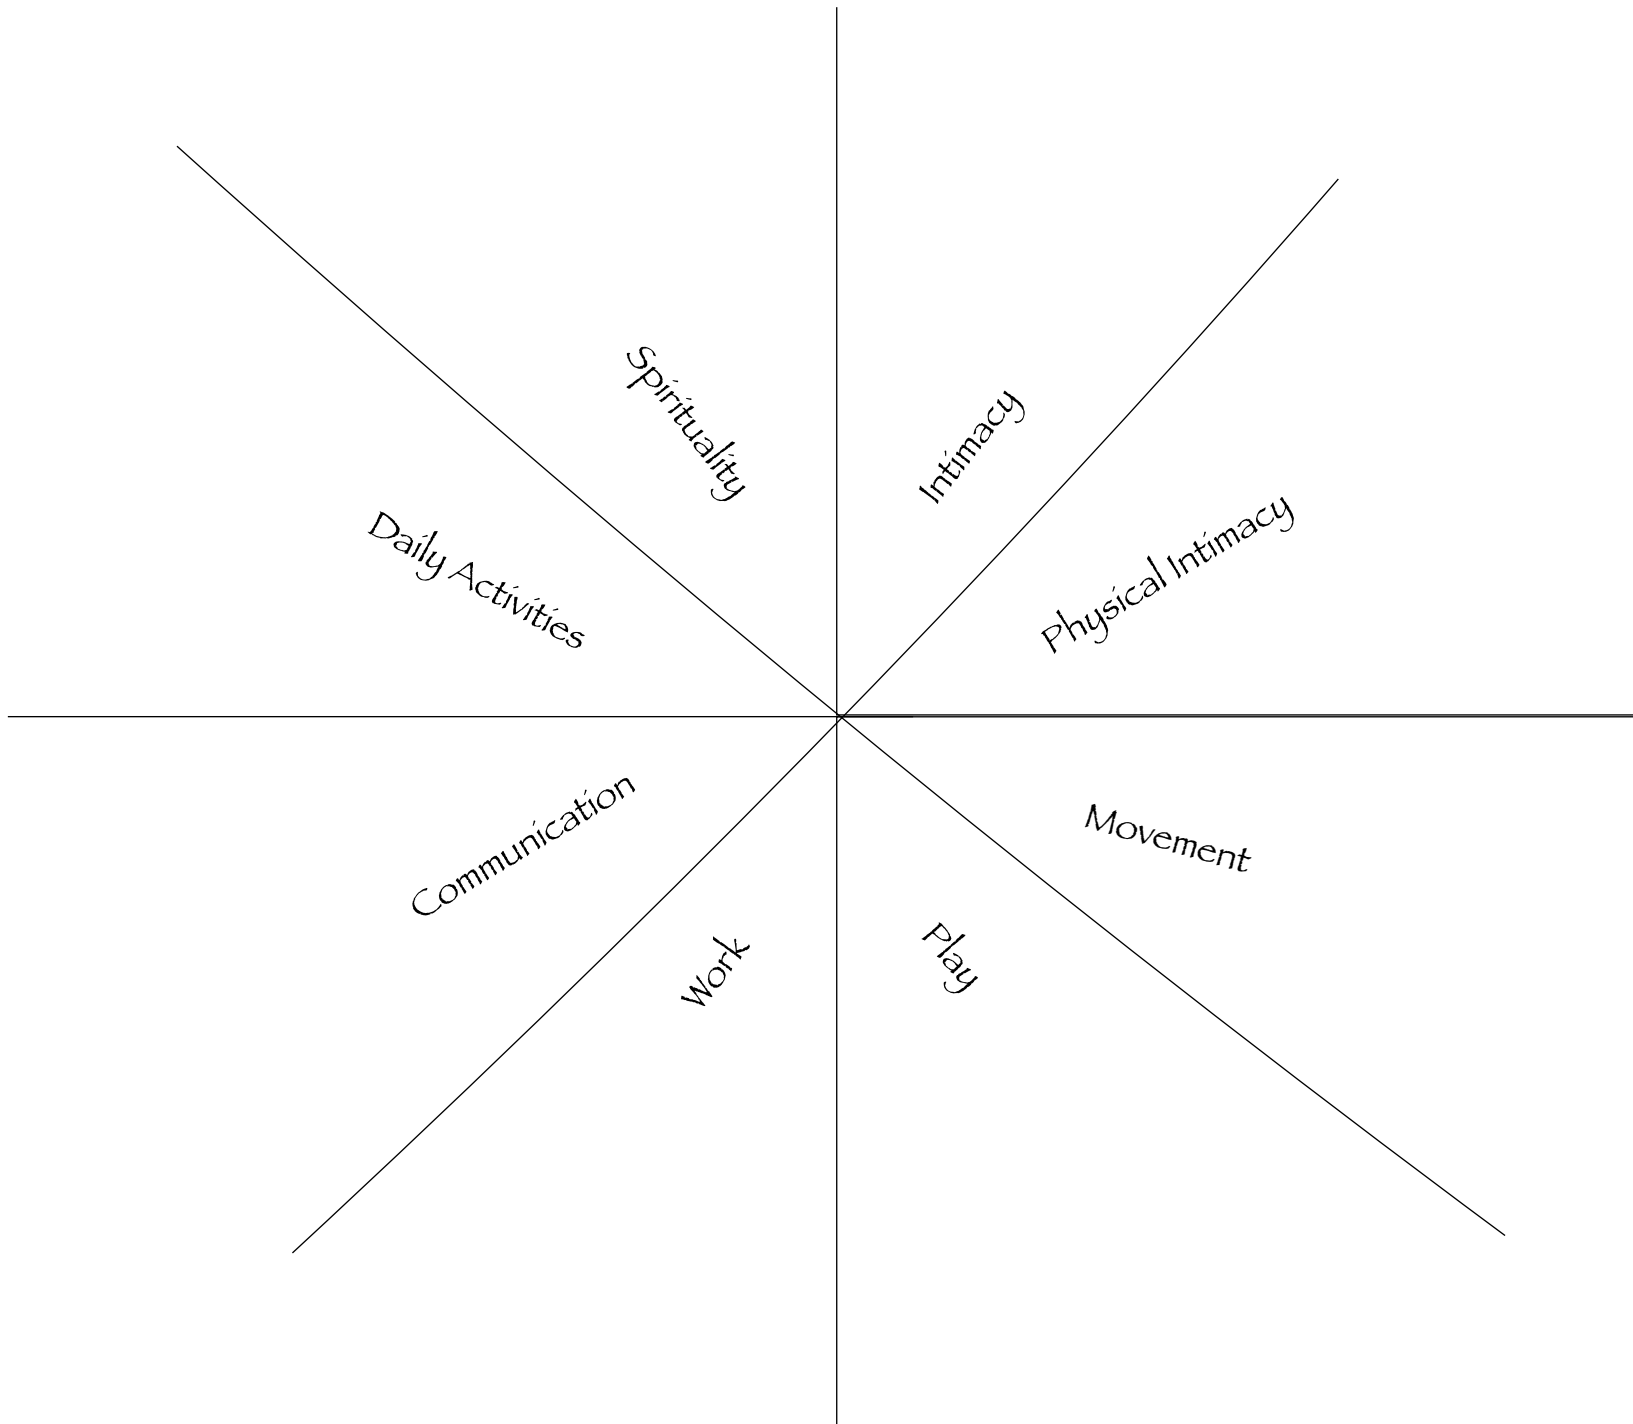 Spirituality
Intimacy
Daily Activities
Physical Intimacy
Communication
Movement
Work
Play